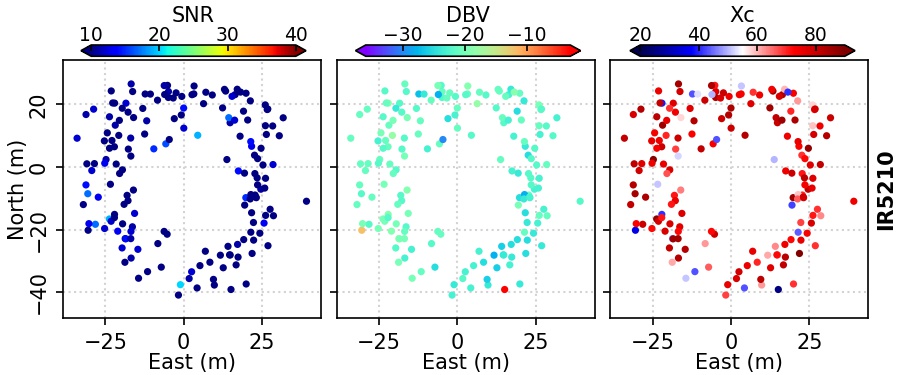 SNR DBV Xc
10 20 30 40 −30 −20 −10 20 40 60 80
20
0
−20
−40
North (m)
IR5210
−25 0 25 −25 0 25 −25 0 25
East (m) East (m) East (m)